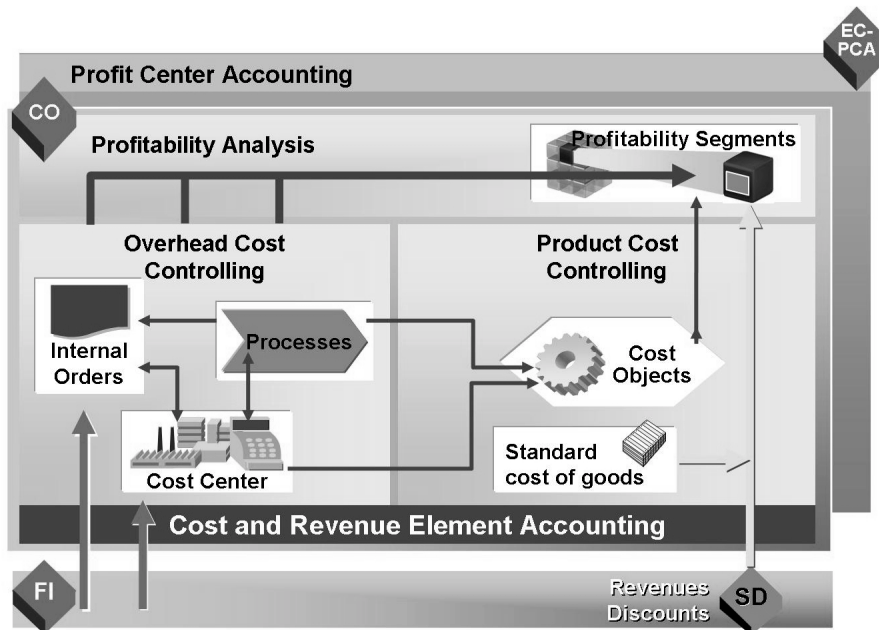 EC-
PCA
Profit Center Accounting
CO
Profitability Analysis
Profitability Segments
Overhead Cost
Controlling
Product Cost
Controlling
Internal
Orders
Processes
Cost
Objects
Cost Center
Standard
cost of goods
Cost and Revenue Element Accounting
FI
Revenues
Discounts
SD